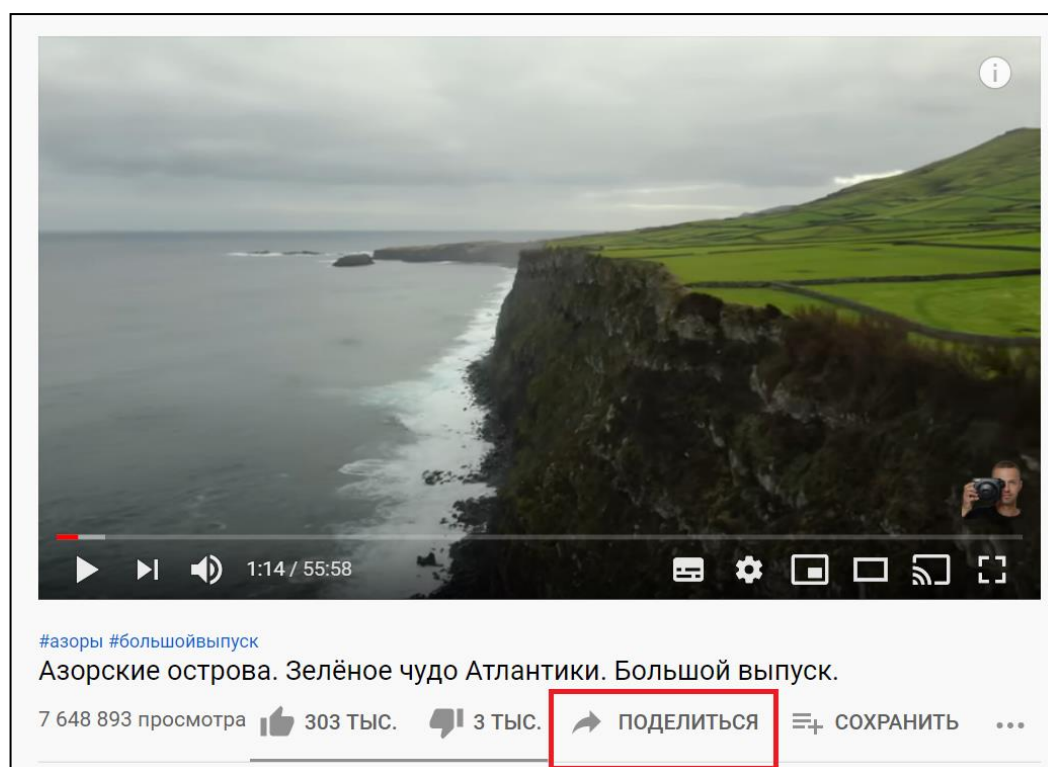 1:14 / 55:58
#азоры #большойвыпуск
Азорские острова. Зелёное чудо Атлантики. Большой выпуск.
7 648 893 просмотра 303 ТЫС. 3 ТЫС. ПОДЕЛИТЬСЯ СОХРАНИТЬ